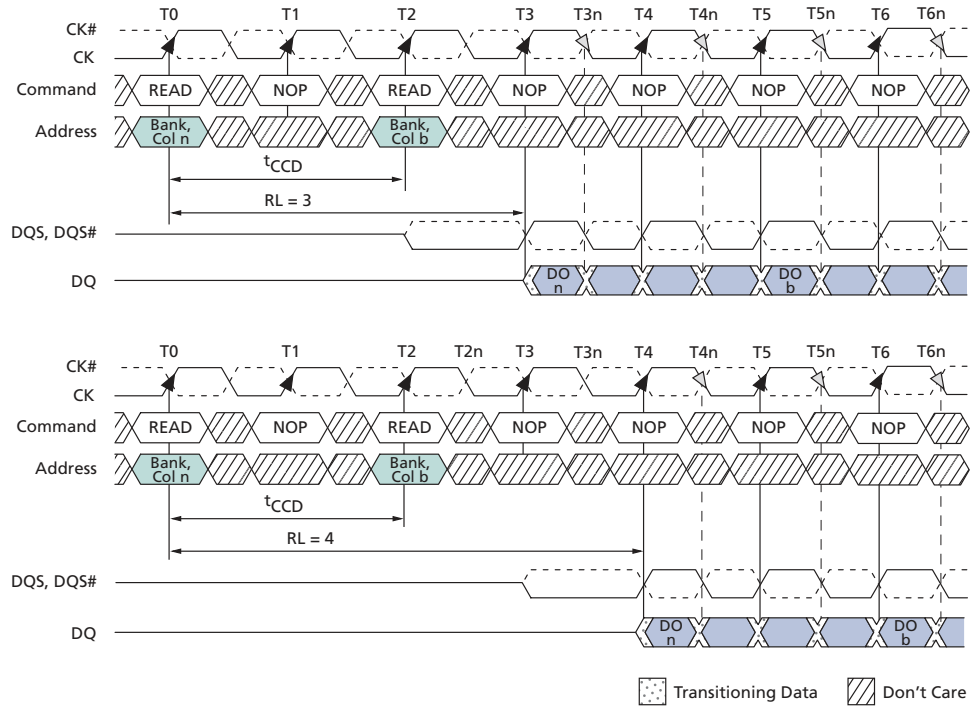 T0 T1 T2 T3 T3n T4 T4n T5 T5n T6 T6n
CK#
CK
Command READ NOP READ NOP NOP NOP NOP
Address Bank, Col n Bank, Col b
tCCD
RL = 3
DQS, DQS#
DQ DO n DO b
T0 T1 T2 T2n T3 T3n T4 T4n T5 T5n T6 T6n
CK#
CK
Command READ NOP READ NOP NOP NOP NOP
Address Bank, Col n Bank, Col b
tCCD
RL = 4
DQS, DQS#
DQ DO n DO b
Transitioning Data Don't Care